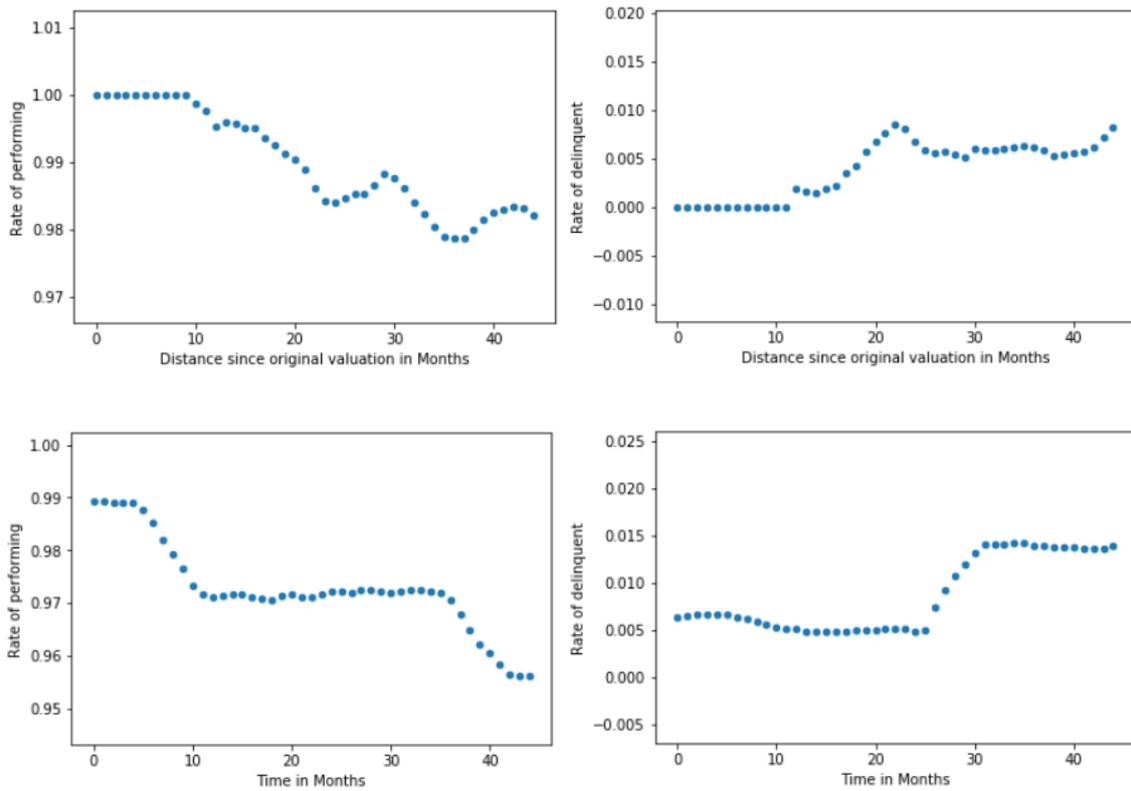 1.01
1.00
0.99
0.98
0.97
Rate of performing
0 10 20 30 40
Distance since original valuation in Months
0.020
0.015
0.010
0.005
0.000
−0.005
−0.010
Rate of delinquent
0 10 20 30 40
Distance since original valuation in Months
1.00
0.99
0.98
0.97
0.96
0.95
Rate of performing
0 10 20 30 40
Time in Months
0.025
0.020
0.015
0.010
0.005
0.000
−0.005
Rate of delinquent
0 10 20 30 40
Time in Months